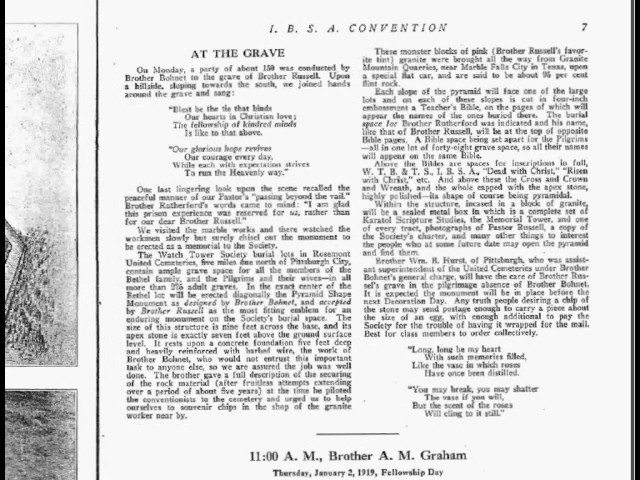 I. B. S. A. CONVENTION 7
AT THE GRAVE
On Monday, a party of about 150 was conducted by
Brother Bohnet to the grave of Brother Russell. Upon
a hillside, sloping towards the south, we joined hands
around the grave and sang:
"Blest be the tie that binds
Our hearts in Christian love;
The fellowship of kindred minds
Is like to that above.
"Our glorious hope revives
Our courage every day,
While each with expectation strives
To run the Heavenly way."
One last lingering look upon the scene recalled the
peaceful manner of our Pastor's "passing beyond the vail."
Brother Rutherford's words came to mind: "I am glad
this prison experience was reserved for us, rather than
for our dear Brother Russell."
We visited the marble works and there watched the
workmen slowly but surely chisel out the monument to
be erected as a memorial to the Society.
The Watch Tower Society burial lots in Rosemont
United Cemeteries, five miles due north of Pittsburgh City,
contain ample grave space for all the members of the
Bethel family, and the Pilgrims and their wives—in all
more than 275 adult graves. In the exact center of the
Bethel lot will be erected diagonally the Pyramid Shape
Monument as designed by Brother Bohnet, and accepted
by Brother Russell as the most fitting emblem for an
enduring monument on the Society's burial space. The
size of this structure is nine feet across the base, and its
apex stone is exactly seven feet above the ground surface
level. It rests upon a concrete foundation five feet deep
and heavily reinforced with barbed wire, the work of
Brother Bohnet, who would not entrust this important
task to anyone else, so we are assured the job was well
done. The brother gave a full description of the securing
of the rock material (after fruitless attempts extending
over a period of about five years) at the time he piloted
the conventionists to the cemetery and urged us to help
ourselves to souvenir chips in the shop of the granite
worker near by.
These monster blocks of pink (Brother Russell's favor-
ite tint) granite were brought all the way from Granite
Mountain Quarries, near Marble Falls City in Texas, upon
a special flat car, and are said to be about 95 per cent
flint rock.
Each slope of the pyramid will face one of the large
lots and on each of these slopes is cut in four-inch
embossment a Teacher's Bible, on the pages of which will
appear the names of the ones buried there. The burial
space for Brother Rutherford was indicated and his name,
like that of Brother Russell, will be at the top of opposite
Bible pages. A Bible space being set apart for the Pilgrims
—all in one lot of forty-eight grave space, so all their names
will appear on the same Bible.
Above the Bibles are spaces for inscriptions in full,
W. T. B. & T. S., I. B. S. A., "Dead with Christ," "Risen
with Christ," etc. And above these the Cross and Crown
and Wreath, and the whole capped with the apex stone,
highly polished—its shape of course being pyramidal.
Within the structure, incased in a block of granite,
will be a sealed metal box in which is a complete set of
Karatol Scripture Studies, the Memorial Tower, and one
of every tract, photographs of Pastor Russell, a copy of
the Society's charter, and many other things to interest
the people who at some future date may open the pyramid
and find them.
Brother Wm. R. Hurst, of Pittsburgh, who was assist-
ant superintendent of the United Cemeteries under Brother
Bohnet's general charge, will have the care of Brother Rus-
sel's grave in the pilgrimage absence of Brother Bohnet.
It is expected the monument will be in place before the
next Decoration Day. Any truth people desiring a chip of
the stone may send postage enough to carry a piece about
the size of an egg, with enough additional to pay the
Society for the trouble of having it wrapped for the mail.
Best for class members to order collectively.
"Long, long be my heart
With such memories filled,
Like the vase in which roses
Have once been distilled.
"You may break, you may shatter
The vase if you will,
But the scent of the roses
Will cling to it still."
11:00 A. M., Brother A. M. Graham
Thursday, January 2, 1919, Fellowship Day